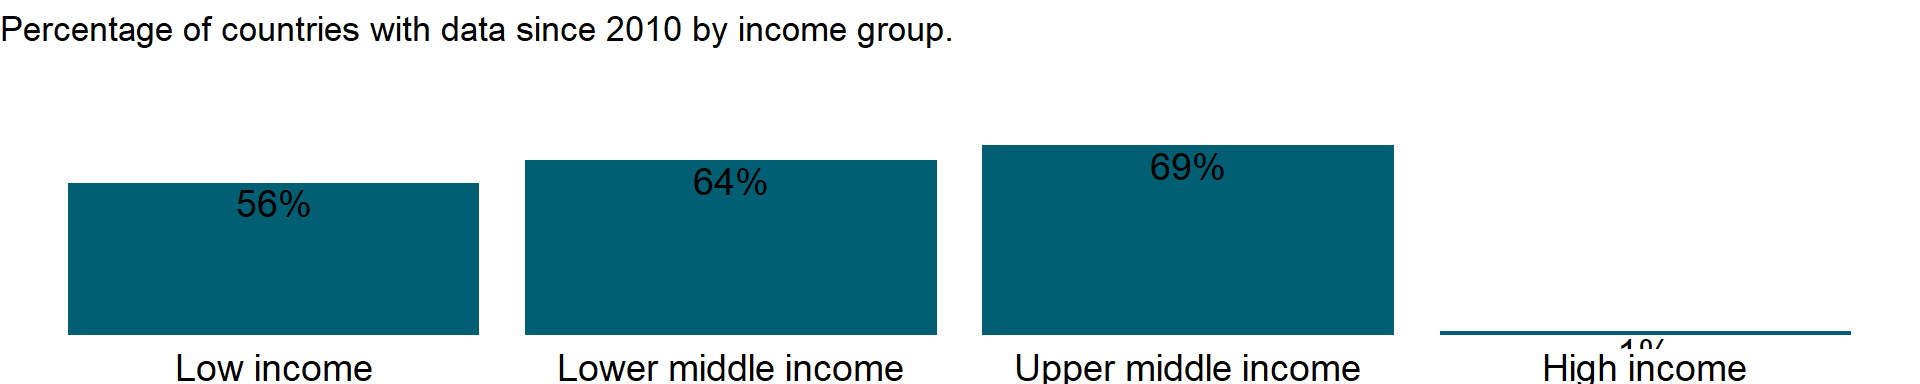 Percentage of countries with data since 2010 by income group.
56%
64%
69%
1%
Low income
Lower middle income
Upper middle income
High income